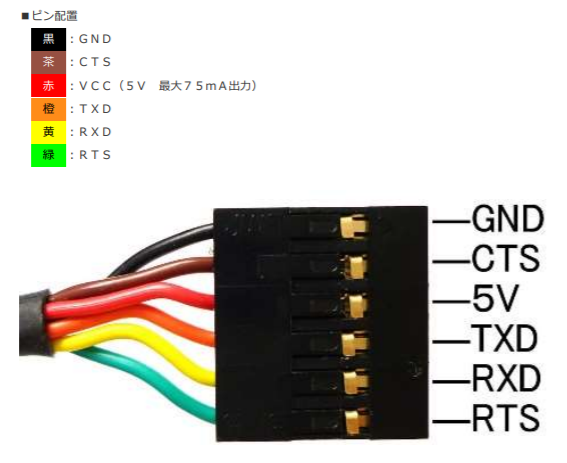 ■ピン配置
黒：ＧＮＤ
茶：ＣＴＳ
赤：ＶＣＣ（５Ｖ　最大７５ｍＡ出力）
橙：ＴＸＤ
黄：ＲＸＤ
緑：ＲＴＳ
GND
CTS
5V
TXD
RXD
RTS